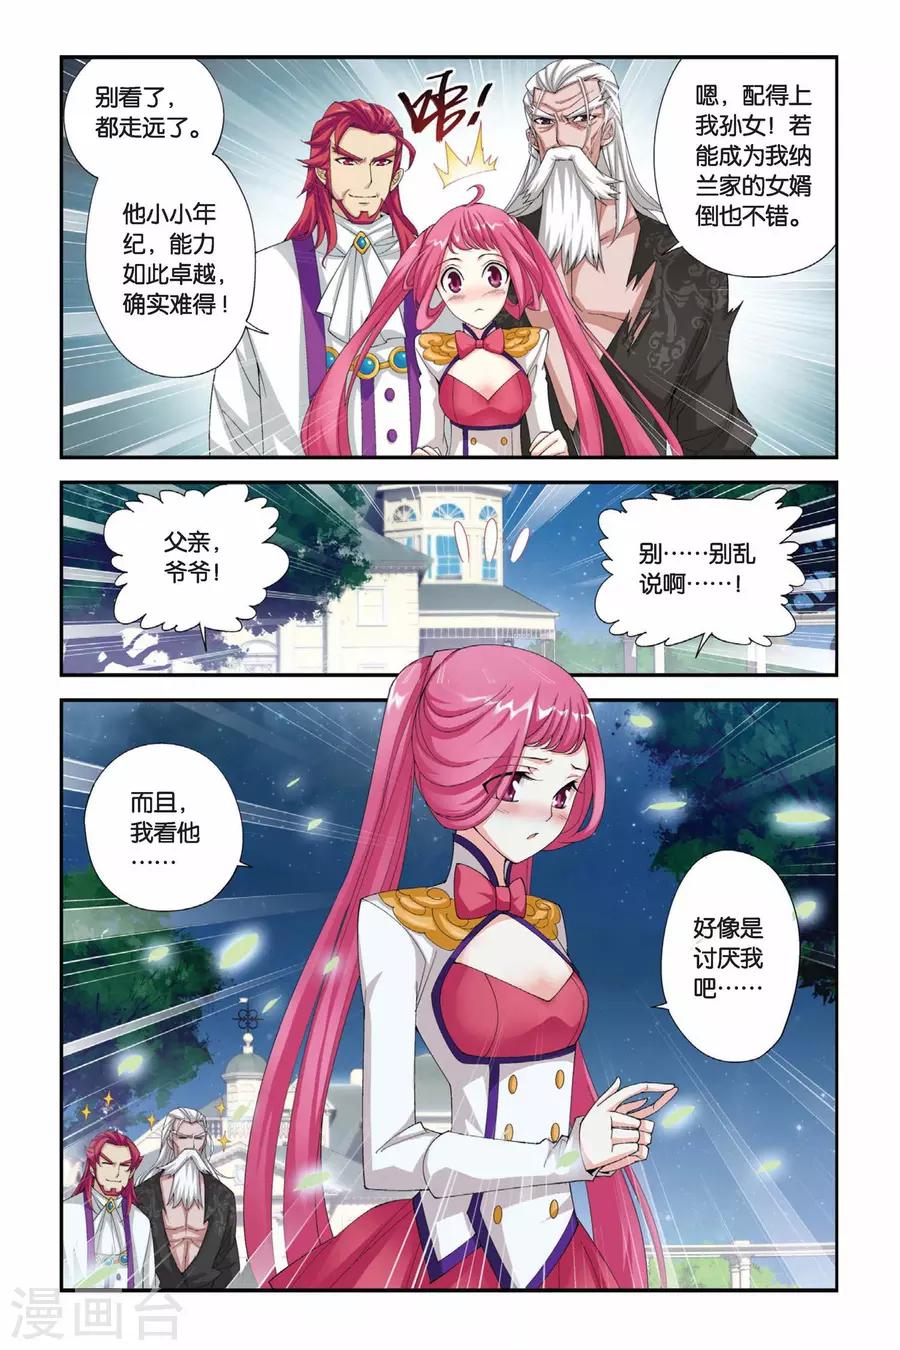 别看了，
都走远了。
他小小年
纪，能力
如此卓越，
确实难得！
嗯，配得上
我孙女！若
能成为我纳
兰家的女婿
倒也不错。
父亲，
爷爷！
别……别乱
说啊……！
而且，
我看他
……
好像是
讨厌我
吧……
漫画台